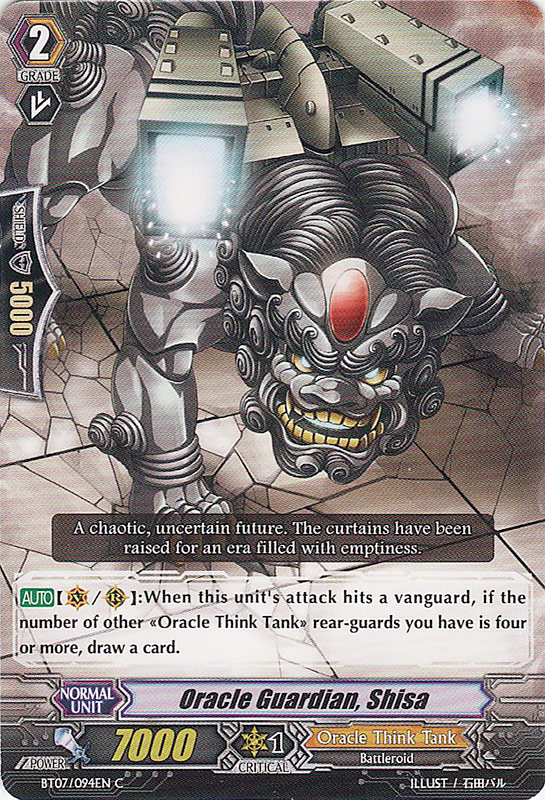 2
GRADE
SHIELD
5000
A chaotic, uncertain future. The curtains have been
raised for an era filled with emptiness.
AUTO [ V / R ]:When this unit's attack hits a vanguard, if the
number of other «Oracle Think Tank» rear-guards you have is four
or more, draw a card.
NORMAL
UNIT
Oracle Guardian, Shisa
POWER
7000
1
CRITICAL
Oracle Think Tank
Battleroid
BT07/094EN C
ILLUST / 石田バル